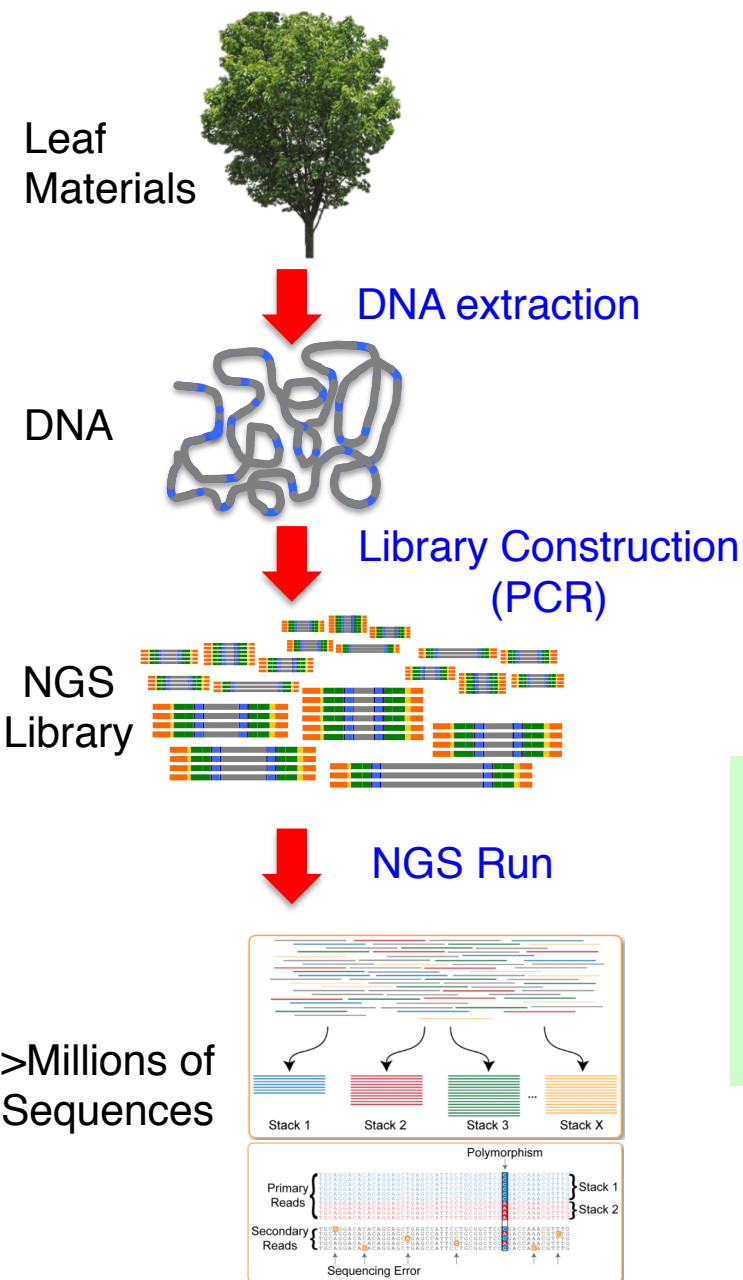 Leaf
Materials
DNA extraction
DNA
Library Construction
(PCR)
NGS
Library
NGS Run
>Millions of
Sequences
Stack 1
Stack 2
Stack 3
...
Stack X
Polymorphism
Primary
Reads
Stack 1
Stack 2
Secondary
Reads
Sequencing Error